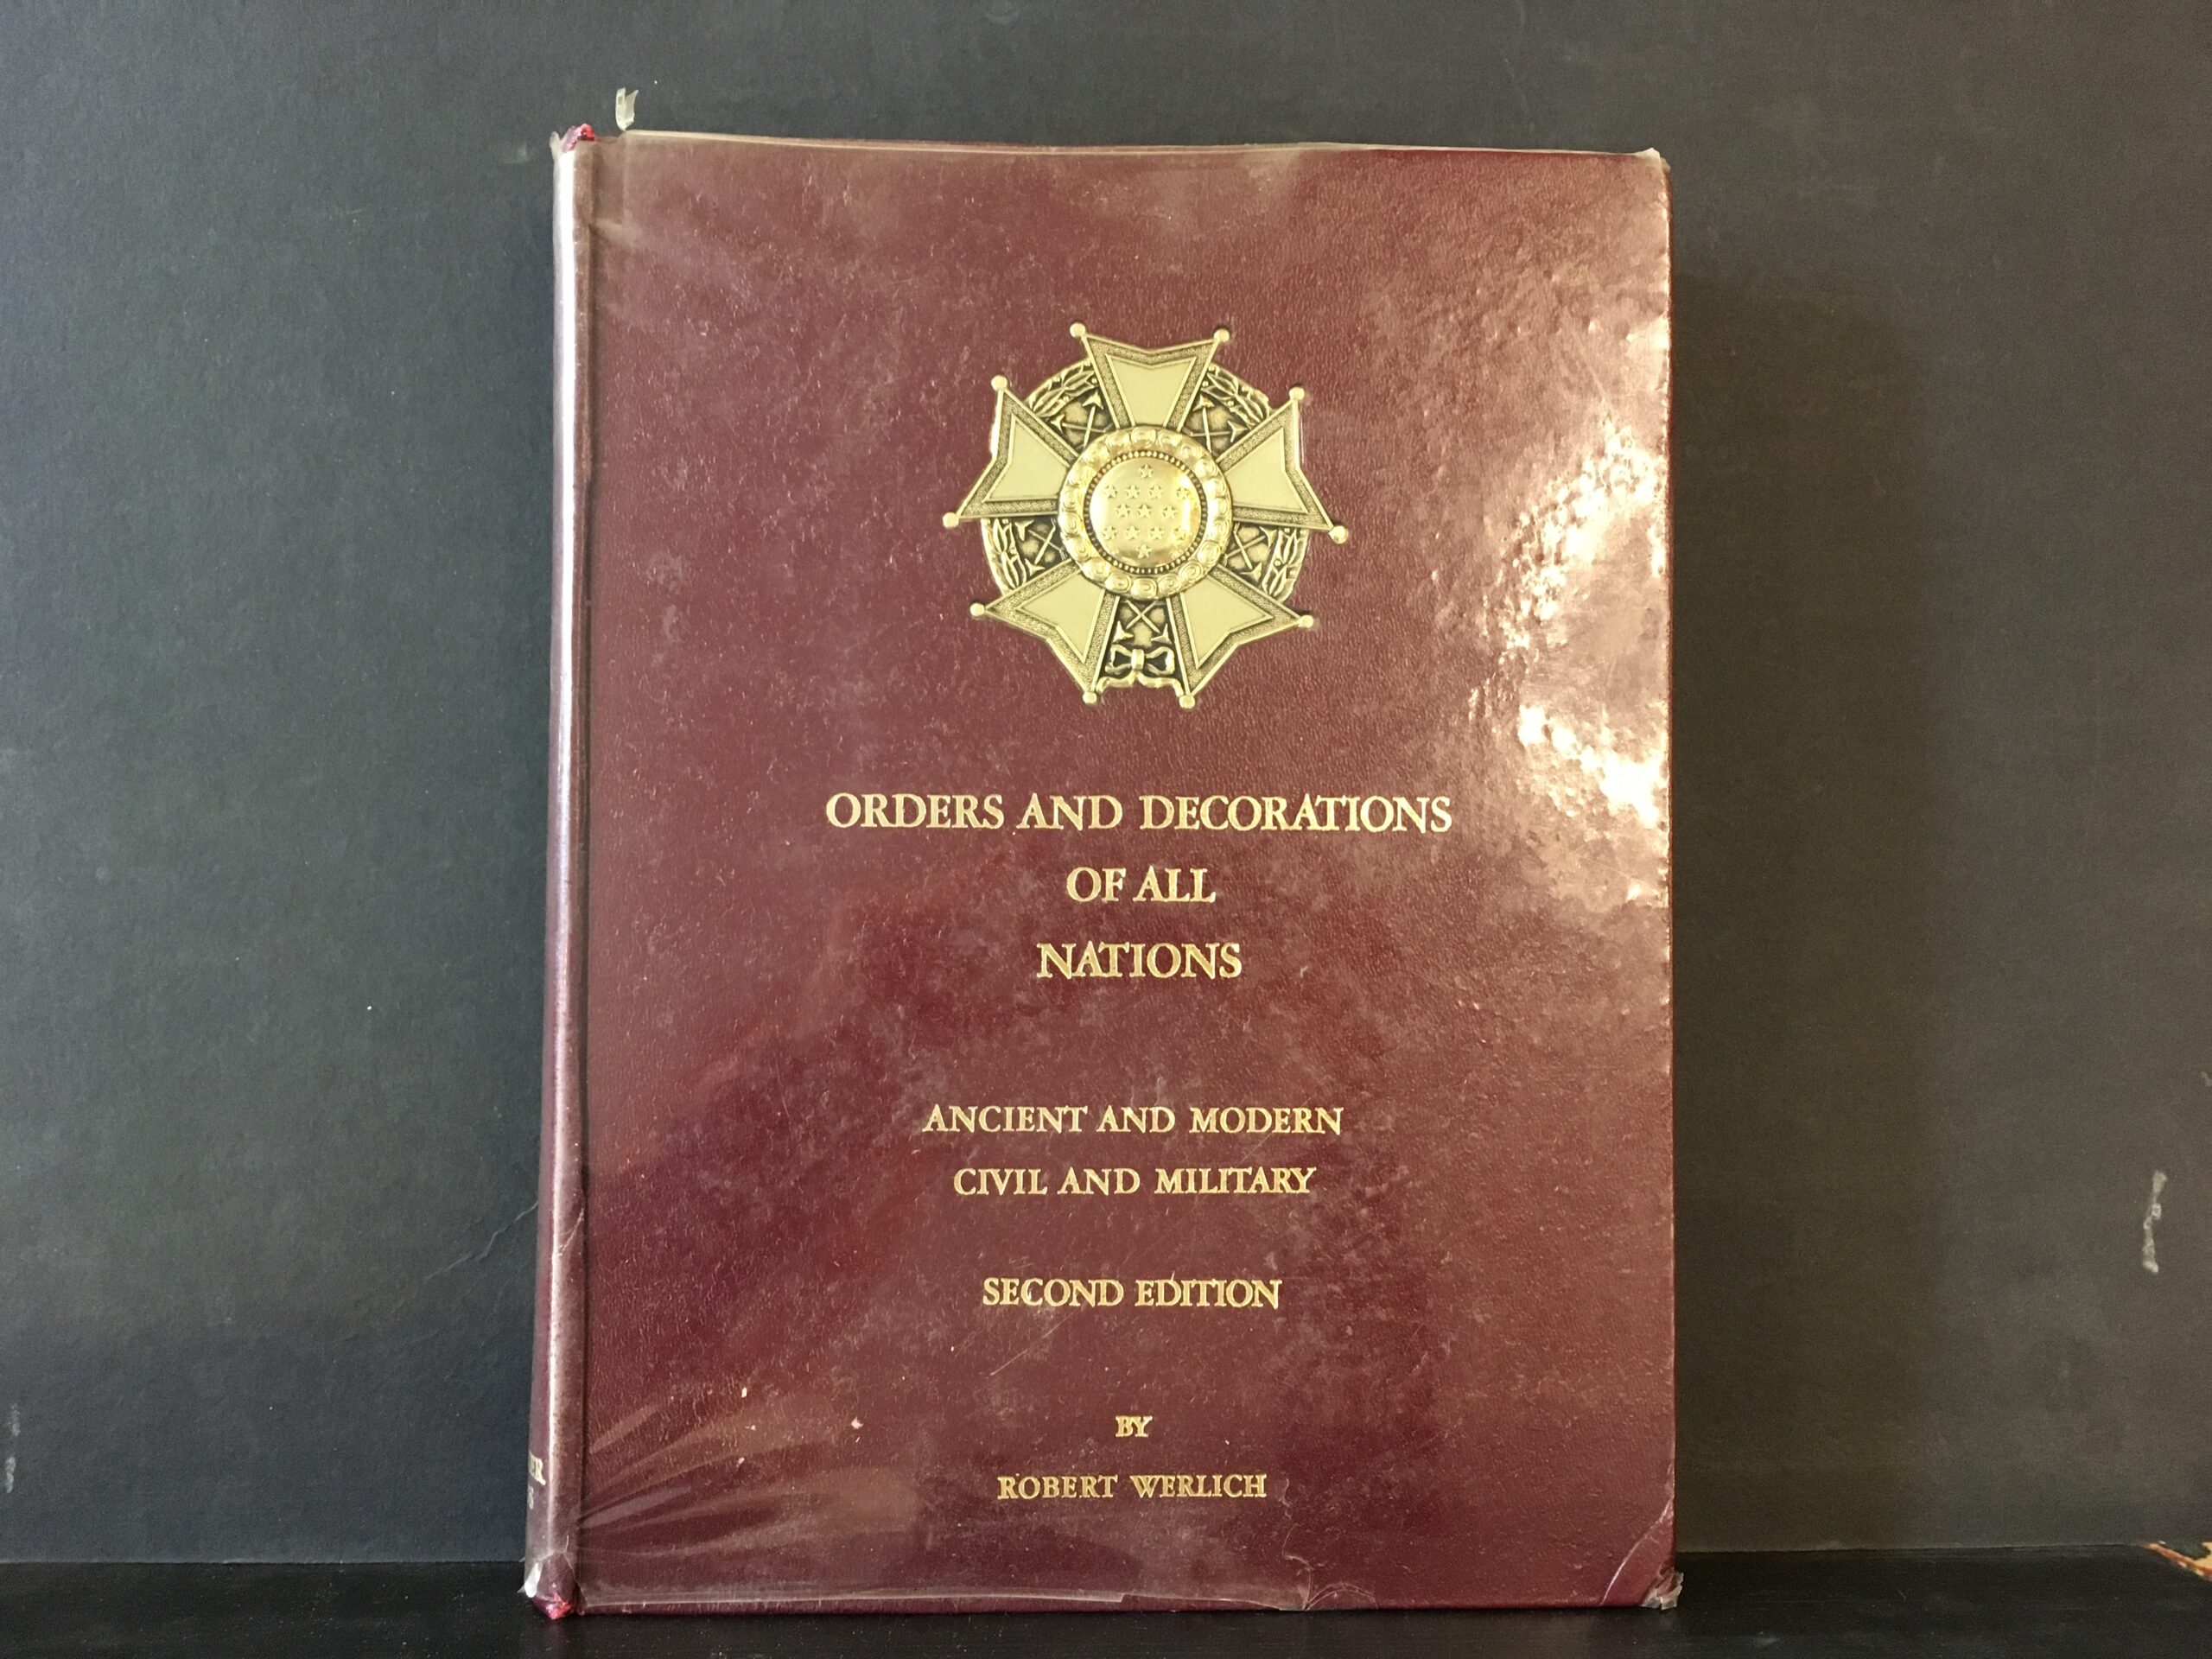 ORDERS AND DECORATIONS
OF ALL
NATIONS
ANCIENT AND MODERN
CIVIL AND MILITARY
SECOND EDITION
BY
ROBERT WERLICH